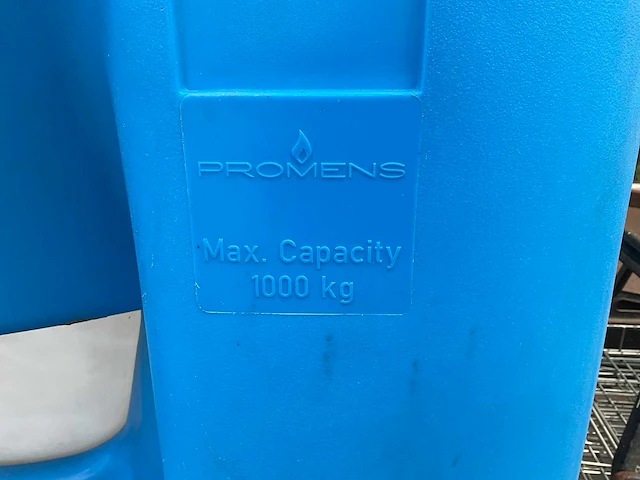 PROMENS
Max. Capacity
1000 kg